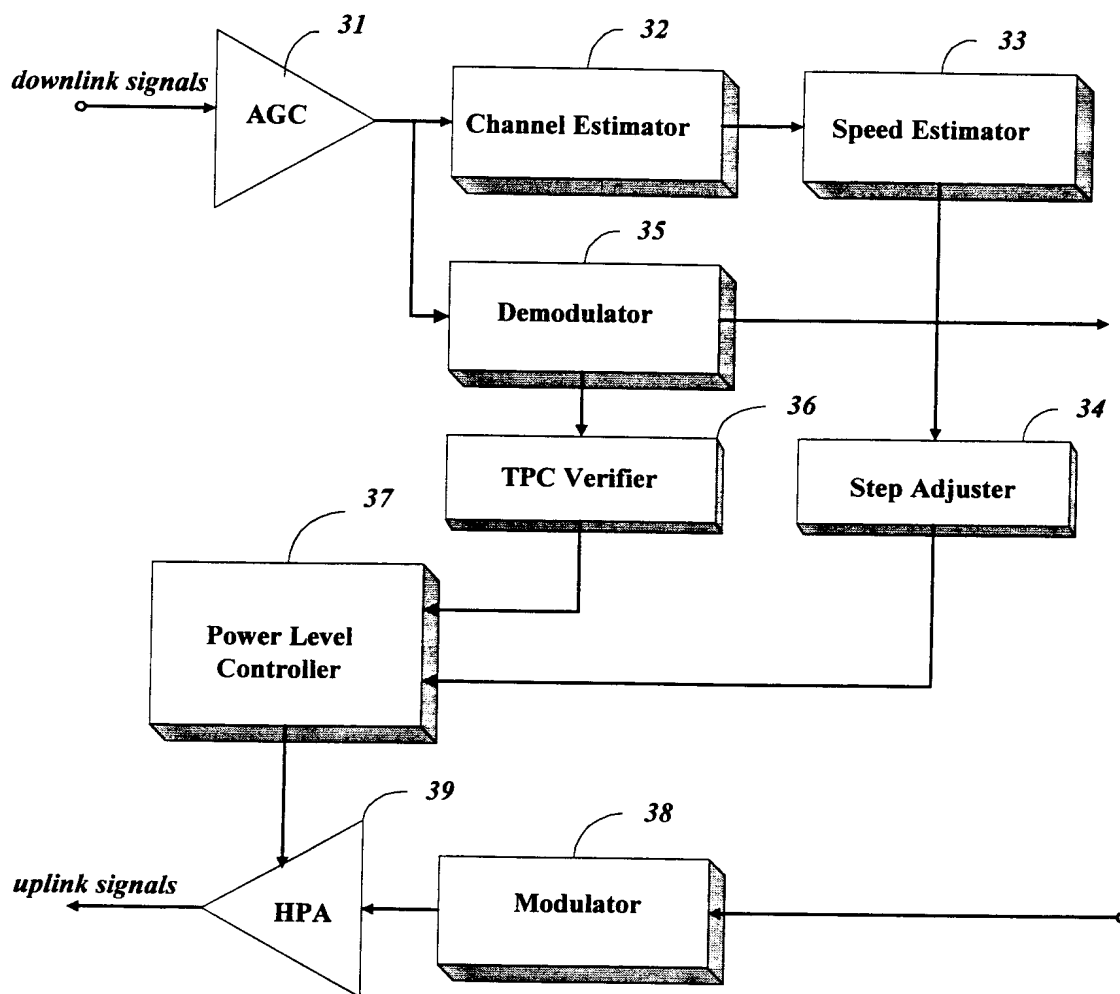 31
32
33
downlink signals
AGC
Channel Estimator
Speed Estimator
35
Demodulator
36
34
TPC Verifier
Step Adjuster
37
Power Level
Controller
39
38
uplink signals
HPA
Modulator